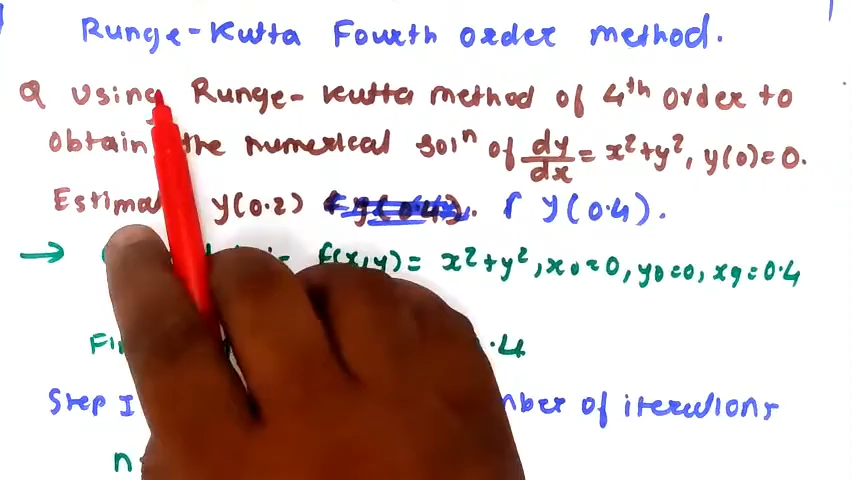 Runge-Kutta Fourth order method.
Q Using Runge-Kutta method of 4th order to
obtain the numerical soln of dy/dx = x²+y², y(0)=0.
y(0.2) & y(0.4).
→ f(x,y) = x²+y², x0=0, y0=0, xg=0.4
.4
Step I of iterations
n